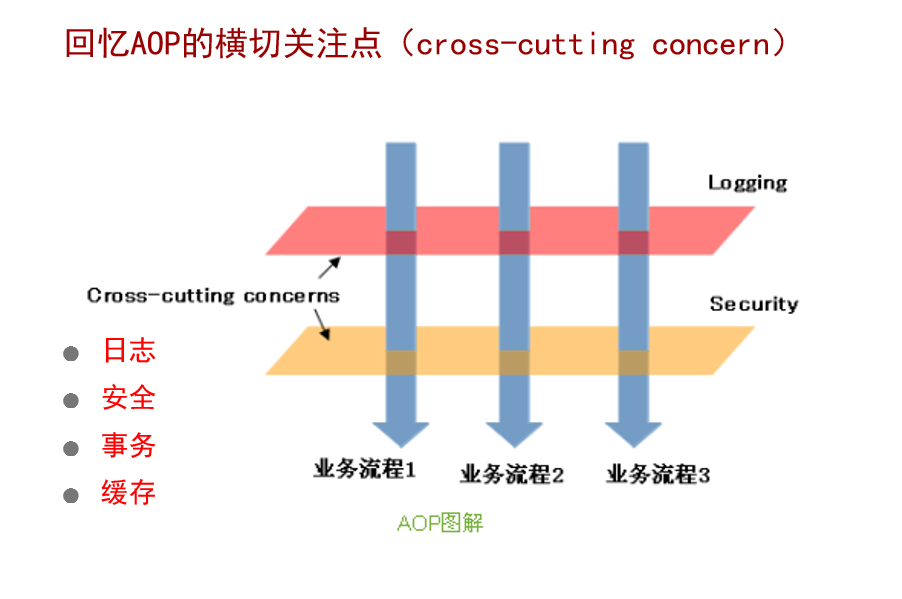 回忆AOP的横切关注点（cross-cutting concern）
Logging
Cross-cutting concerns
Security
日志
安全
事务
缓存
业务流程1
业务流程2
业务流程3
AOP图解